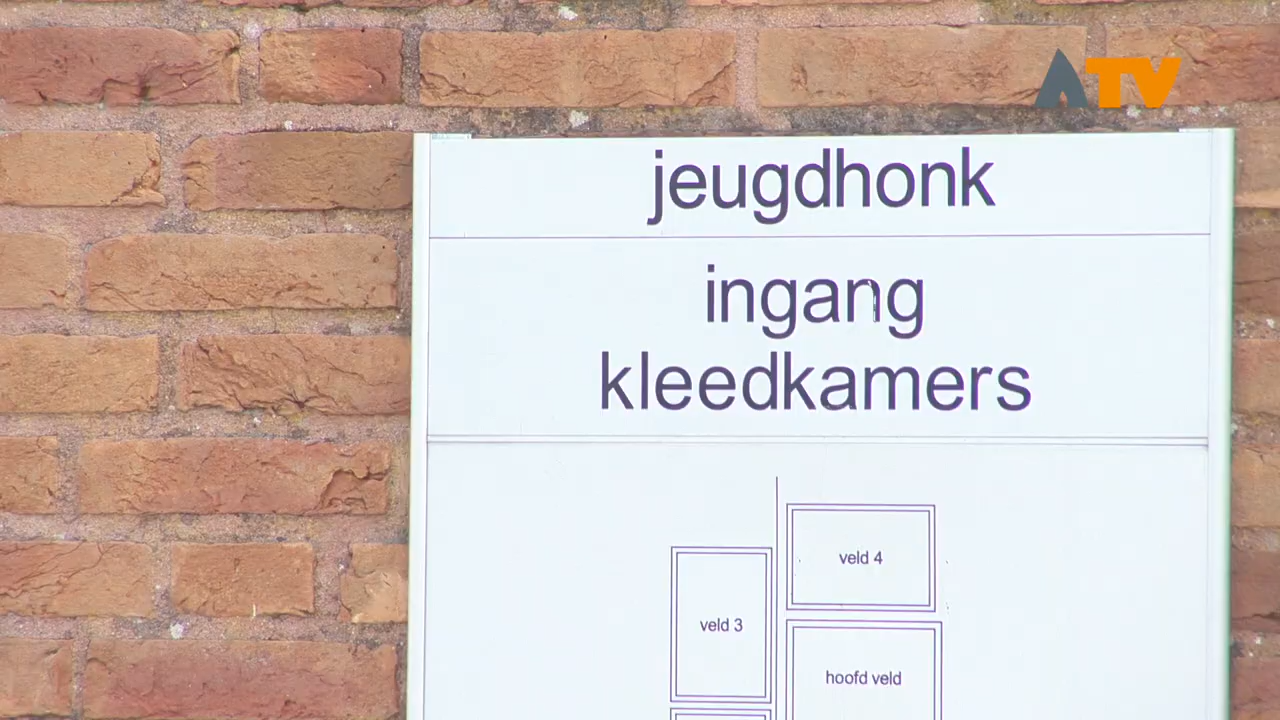 ATV
jeugdhonk
ingang
kleedkamers
veld 4
veld 3
hoofd veld